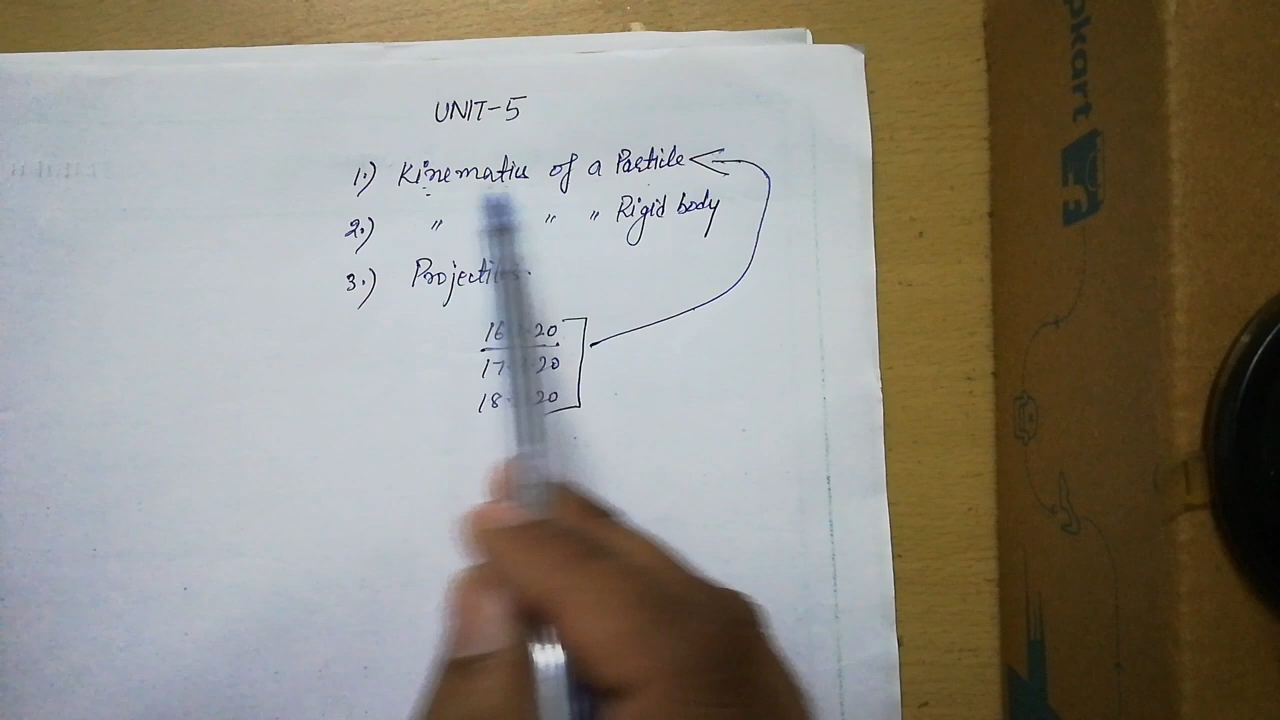 UNIT-5
1.) Kinematics of a Particle
2.) " " " Rigid body
3.) Projectiles.
16 20
17 20
18 20
pkart